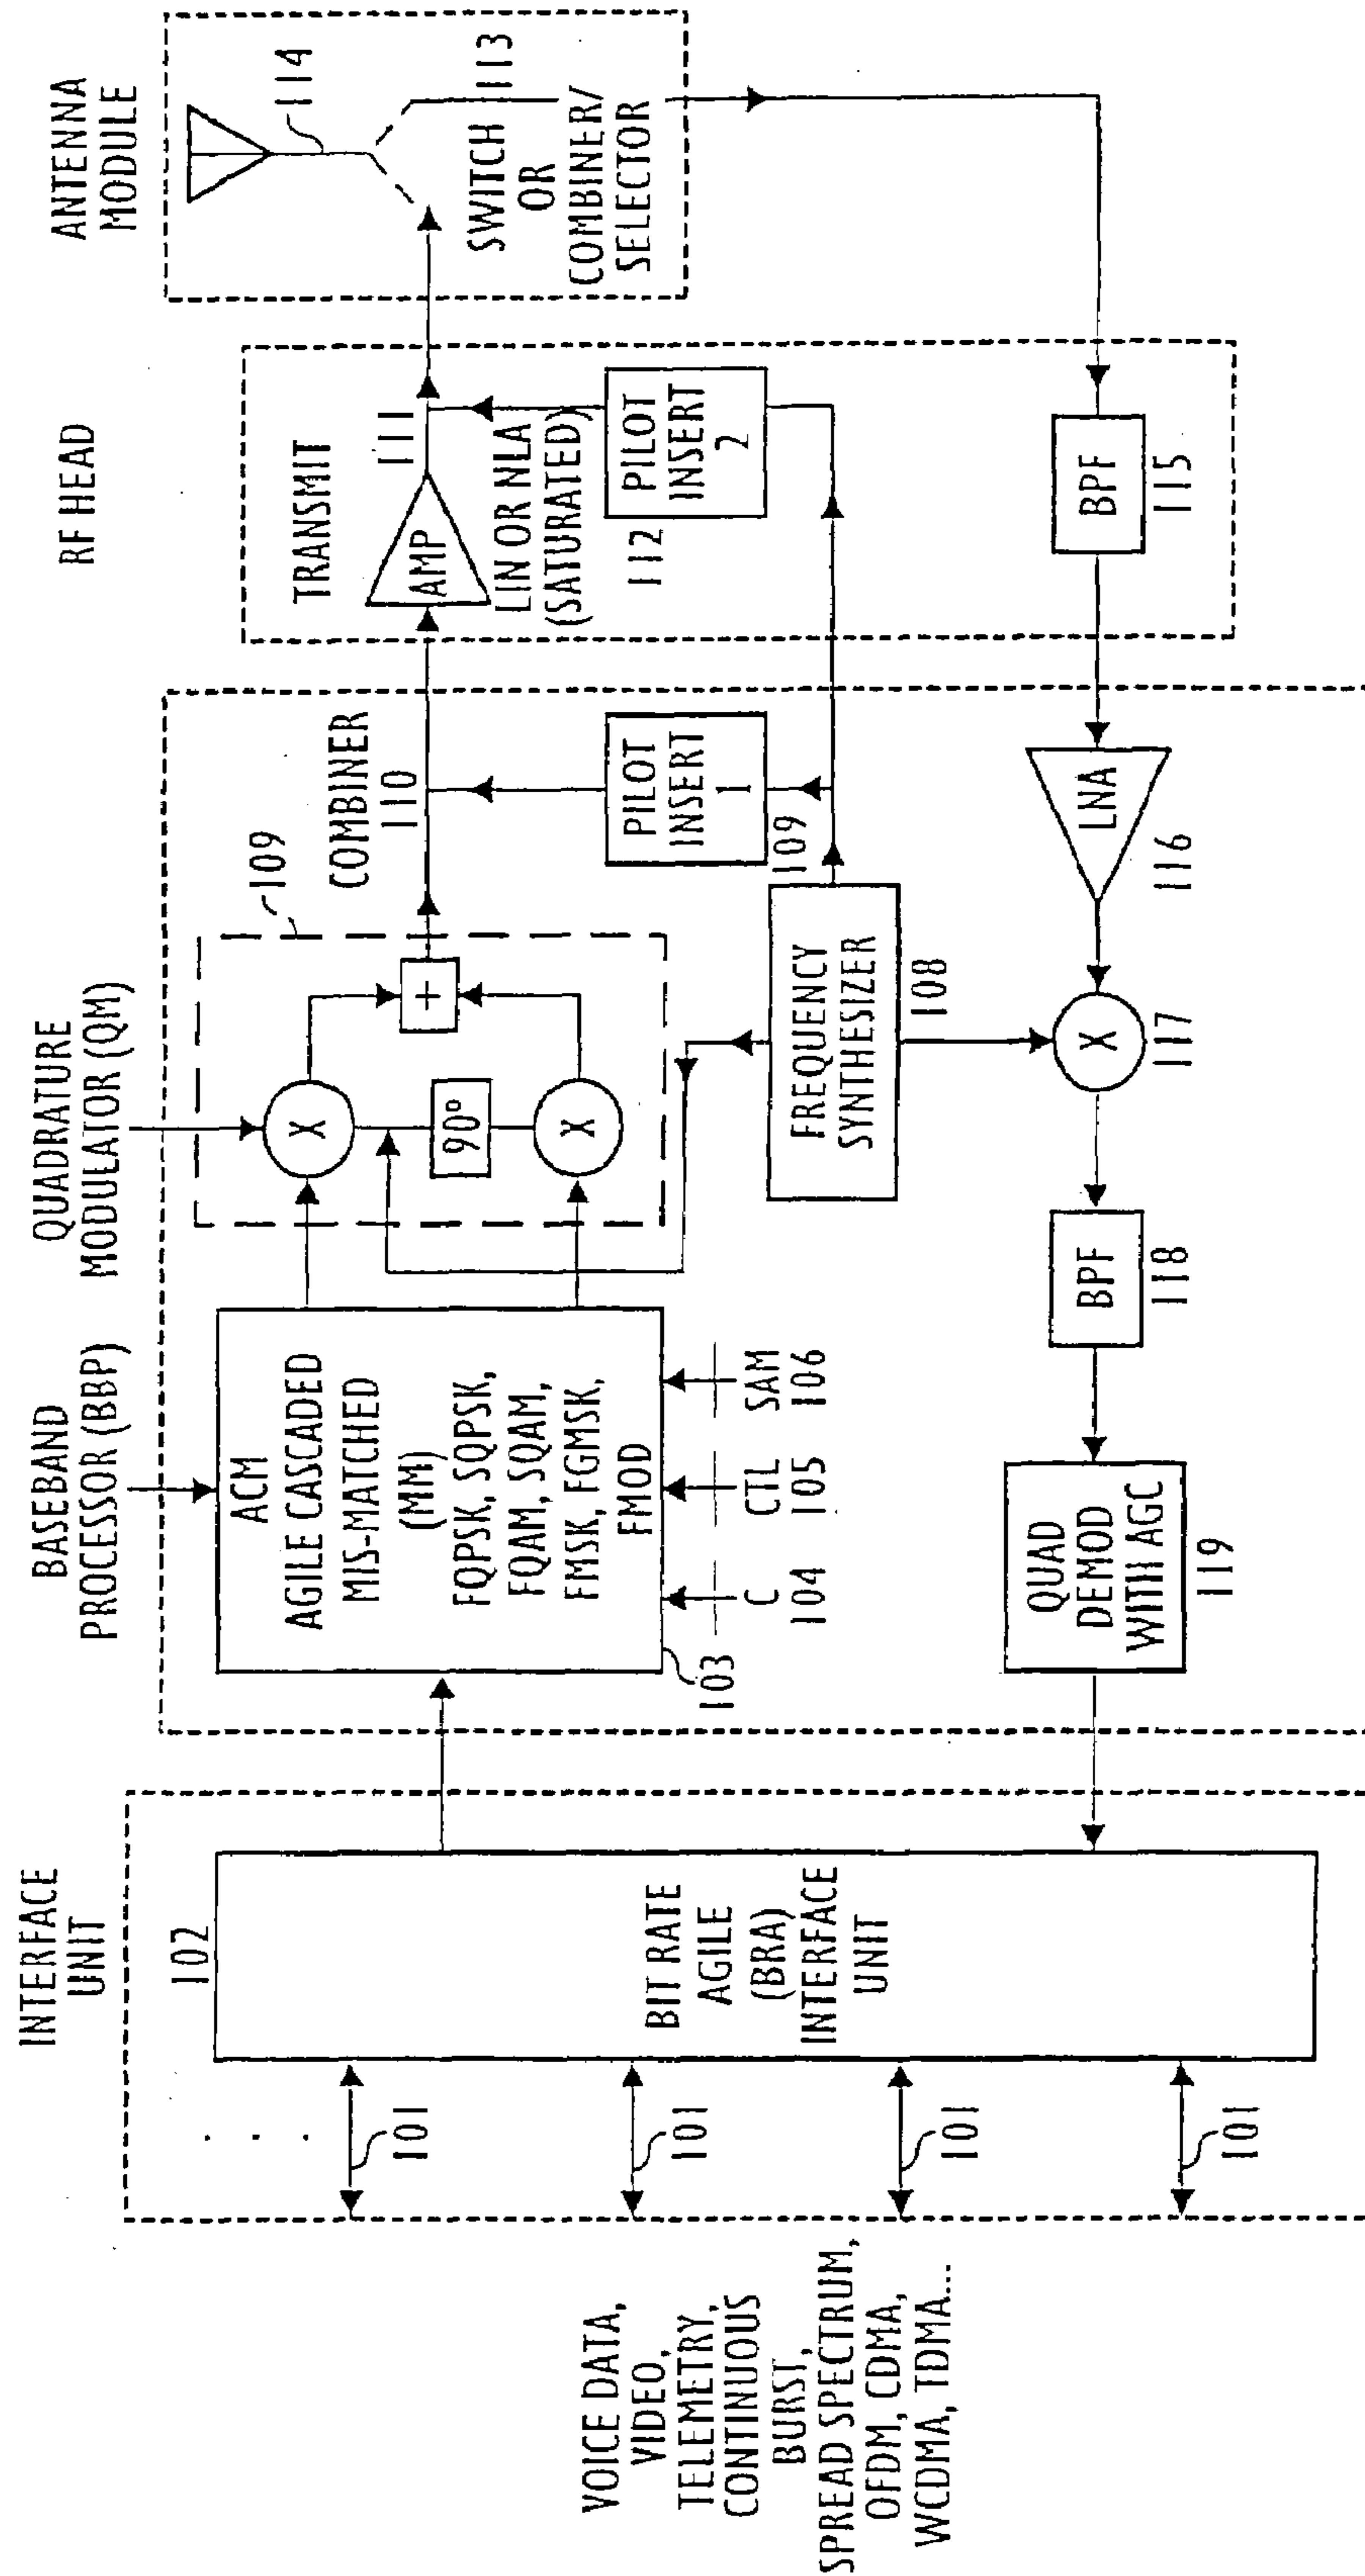 INTERFACE
UNIT
BASEBAND
PROCESSOR (BBP)
QUADRATURE
MODULATOR (QM)
RF HEAD
ANTENNA
MODULE
VOICE DATA,
VIDEO,
TELEMETRY,
CONTINUOUS
BURST,
SPREAD SPECTRUM,
OFDM, CDMA,
WCDMA, TDMA...
101
101
101
101
102
BIT RATE
AGILE
(BRA)
INTERFACE
UNIT
ACM
AGILE CASCADED
MIS-MATCHED
(MM)
FQPSK, SQPSK,
FQAM, SQAM,
FMSK, FGMSK,
FMOD
103
C
104
CTL
105
SAM
106
X
90°
X
+
109
COMBINER
110
PILOT
INSERT
1
109
FREQUENCY
SYNTHESIZER
108
TRANSMIT
AMP
111
LIN OR NLA
(SATURATED)
PILOT
INSERT
2
112
114
113
SWITCH
OR
COMBINER/
SELECTOR
BPF
115
LNA
116
X
117
BPF
118
QUAD
DEMOD
WITH AGC
119